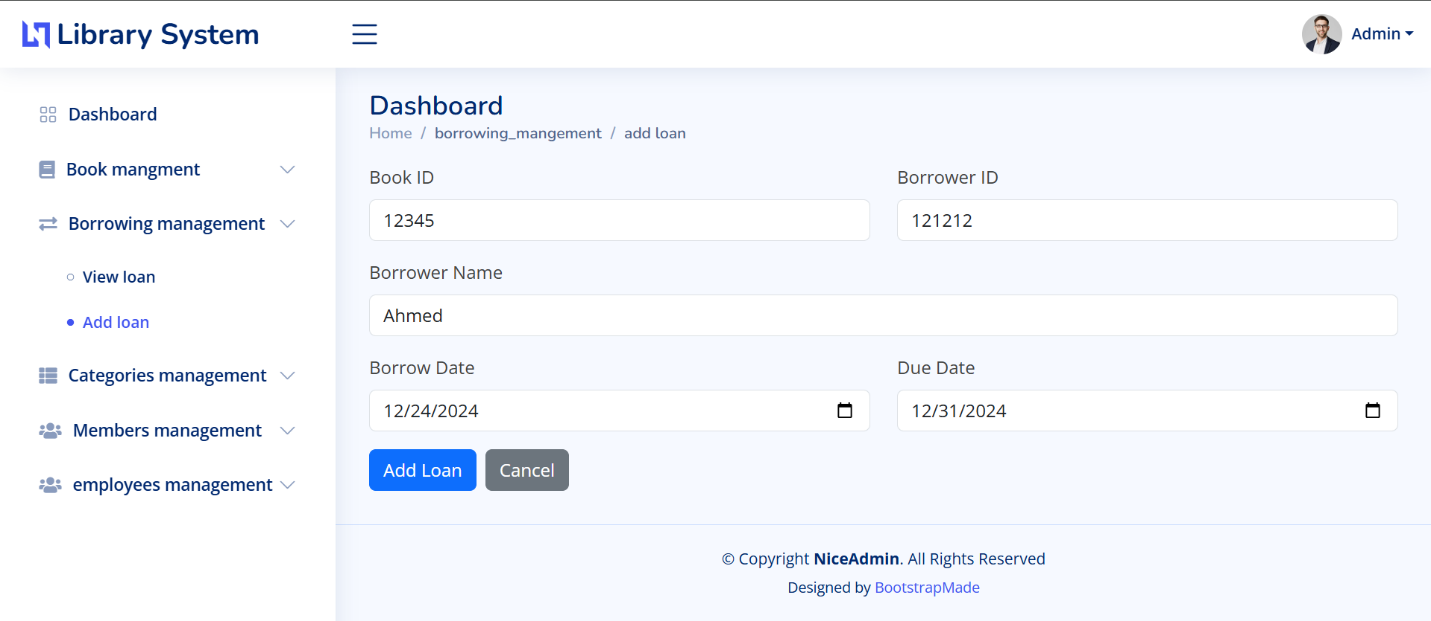 Library System
Admin
Dashboard
Book mangment
Borrowing management
View loan
Add loan
Categories management
Members management
employees management
Dashboard
Home / borrowing_mangement / add loan
Book ID
Borrower ID
12345
121212
Borrower Name
Ahmed
Borrow Date
Due Date
12/24/2024
12/31/2024
Add Loan
Cancel
© Copyright NiceAdmin. All Rights Reserved
Designed by BootstrapMade